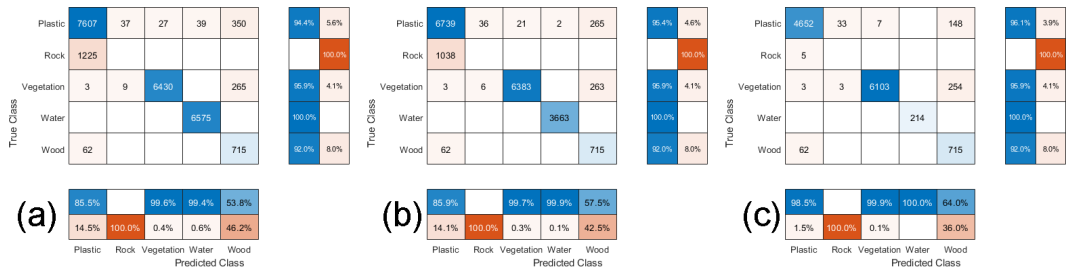 Plastic 7607 37 27 39 350 94.4% 5.6%
Rock 1225 100.0%
Vegetation 3 9 6430 265 95.9% 4.1%
Water 6575 100.0%
Wood 62 715 92.0% 8.0%
True Class
85.5% 99.6% 99.4% 53.8%
14.5% 100.0% 0.4% 0.6% 46.2%
Plastic Rock Vegetation Water Wood
Predicted Class
(a)
Plastic 6739 36 21 2 265 95.4% 4.6%
Rock 1038 100.0%
Vegetation 3 6 6383 263 95.9% 4.1%
Water 3663 100.0%
Wood 62 715 92.0% 8.0%
True Class
85.9% 99.7% 99.9% 57.5%
14.1% 100.0% 0.3% 0.1% 42.5%
Plastic Rock Vegetation Water Wood
Predicted Class
(b)
Plastic 4652 33 7 148 96.1% 3.9%
Rock 5 100.0%
Vegetation 3 3 6103 254 95.9% 4.1%
Water 214 100.0%
Wood 62 715 92.0% 8.0%
True Class
98.5% 99.9% 100.0% 64.0%
1.5% 100.0% 0.1% 36.0%
Plastic Rock Vegetation Water Wood
Predicted Class
(c)